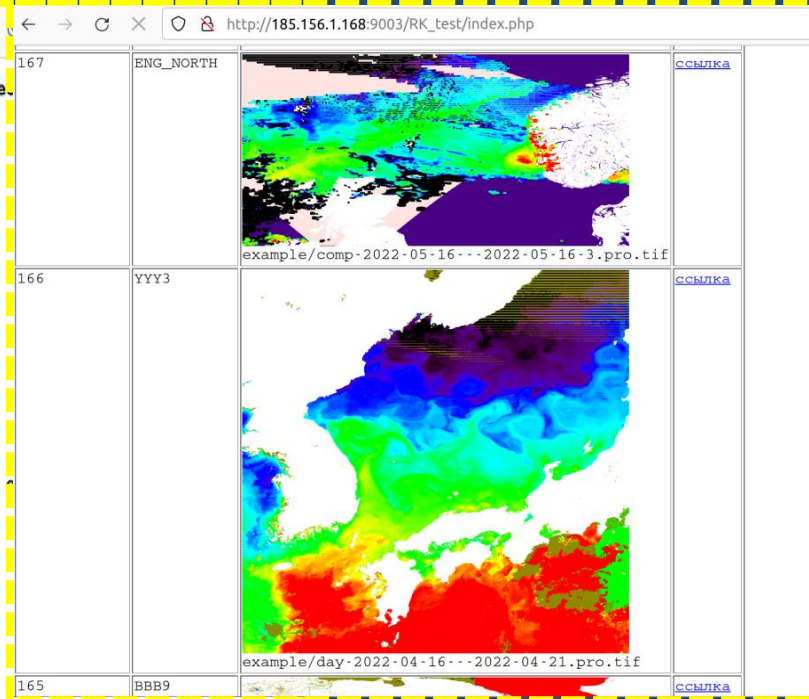 http://185.156.1.168:9003/RK_test/index.php
167 ENG_NORTH ссылка
example/comp-2022-05-16---2022-05-16-3.pro.tif
166 YYY3 ссылка
example/day-2022-04-16---2022-04-21.pro.tif
165 BBB9 ссылка